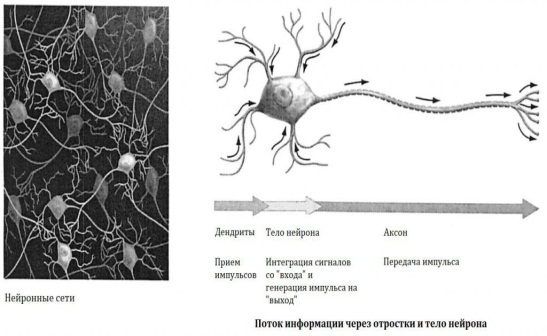 Дендриты Тело нейрона Аксон
Прием Интеграция сигналов Передача импульса
импульсов со "входа" и
генерация импульса на
"выход"
Нейронные сети
Поток информации через отростки и тело нейрона